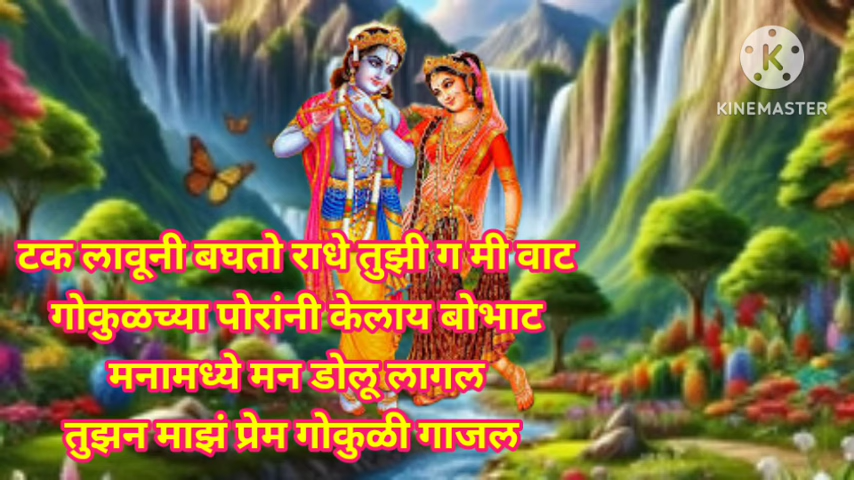 KINEMASTER
टक लावूनी बघतो राधे तुझी ग मी वाट
गोकुळच्या पोरांनी केलाय बोभाट
मनामध्ये मन डोलू लागल
तुझन माझं प्रेम गोकुळी गाजल